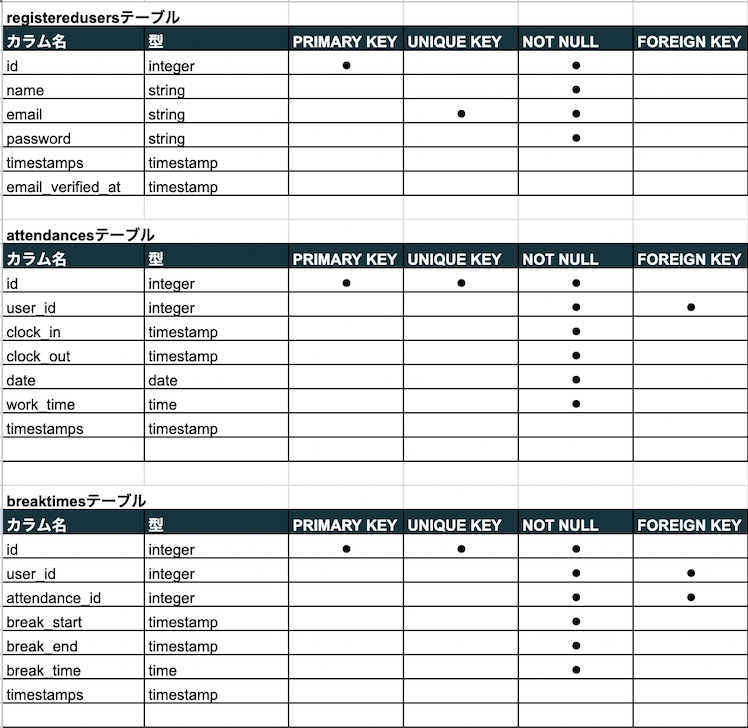 registeredusersテーブル
カラム名 型 PRIMARY KEY UNIQUE KEY NOT NULL FOREIGN KEY
id integer ● ●
name string ●
email string ● ●
password string ●
timestamps timestamp
email_verified_at timestamp
attendancesテーブル
カラム名 型 PRIMARY KEY UNIQUE KEY NOT NULL FOREIGN KEY
id integer ● ● ●
user_id integer ● ●
clock_in timestamp ●
clock_out timestamp ●
date date ●
work_time time ●
timestamps timestamp
breaktimesテーブル
カラム名 型 PRIMARY KEY UNIQUE KEY NOT NULL FOREIGN KEY
id integer ● ● ●
user_id integer ● ●
attendance_id integer ● ●
break_start timestamp ●
break_end timestamp ●
break_time time ●
timestamps timestamp